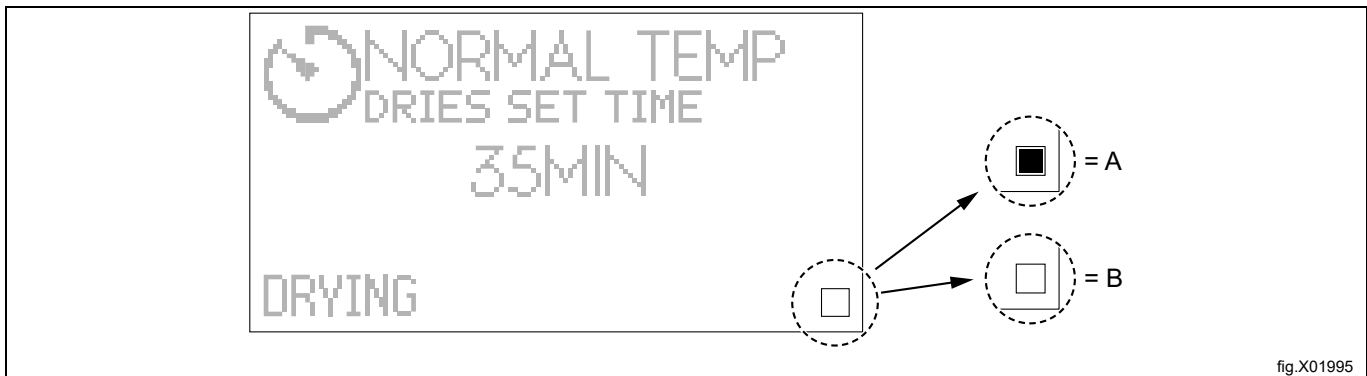 NORMAL TEMP
DRIES SET TIME
35MIN
DRYING
= A
= B
fig.X01995